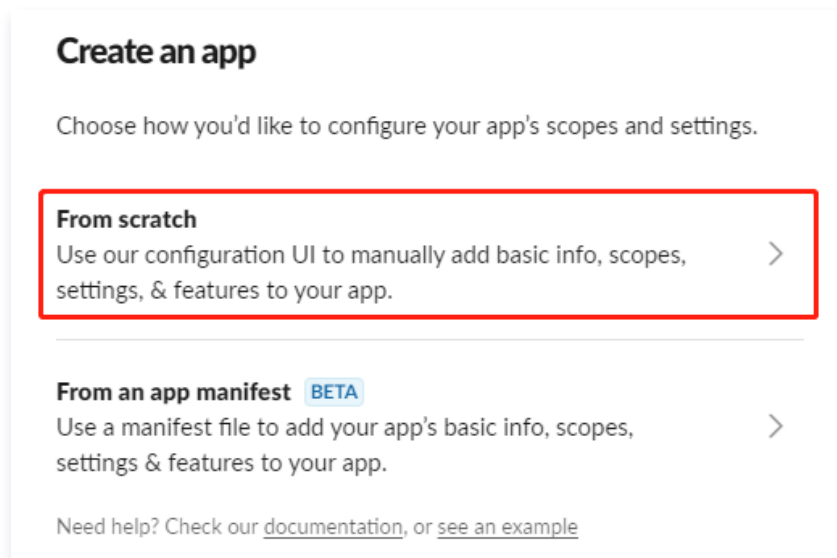 Create an app
Choose how you’d like to configure your app’s scopes and settings.
From scratch
Use our configuration UI to manually add basic info, scopes,
settings, & features to your app.
From an app manifest BETA
Use a manifest file to add your app’s basic info, scopes,
settings & features to your app.
Need help? Check our documentation, or see an example